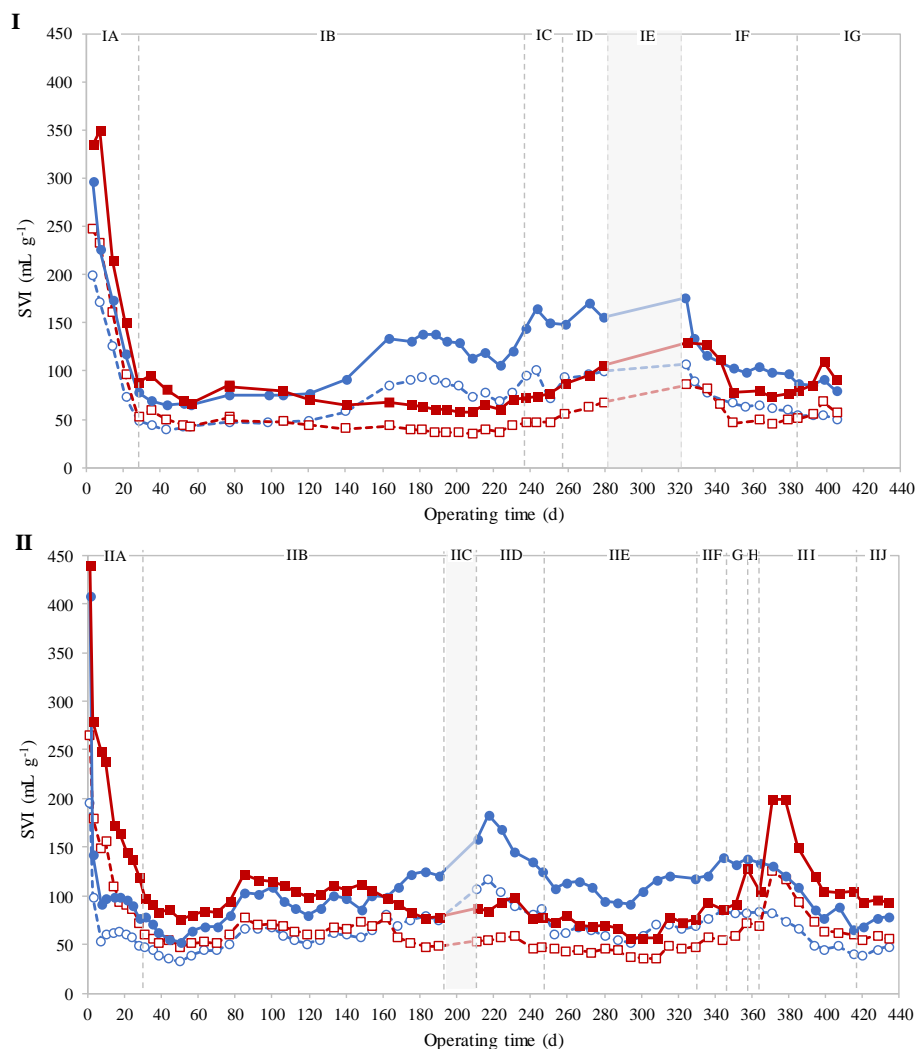 I
IA IB IC ID IE IF IG
450
400
350
300
250
200
150
100
50
0
SVI (mL g⁻¹)
0 20 40 60 80 100 120 140 160 180 200 220 240 260 280 300 320 340 360 380 400 420 440
Operating time (d)
II
IIA IIB IIC IID IIE IIF G H III IIJ
450
400
350
300
250
200
150
100
50
0
SVI (mL g⁻¹)
0 20 40 60 80 100 120 140 160 180 200 220 240 260 280 300 320 340 360 380 400 420 440
Operating time (d)